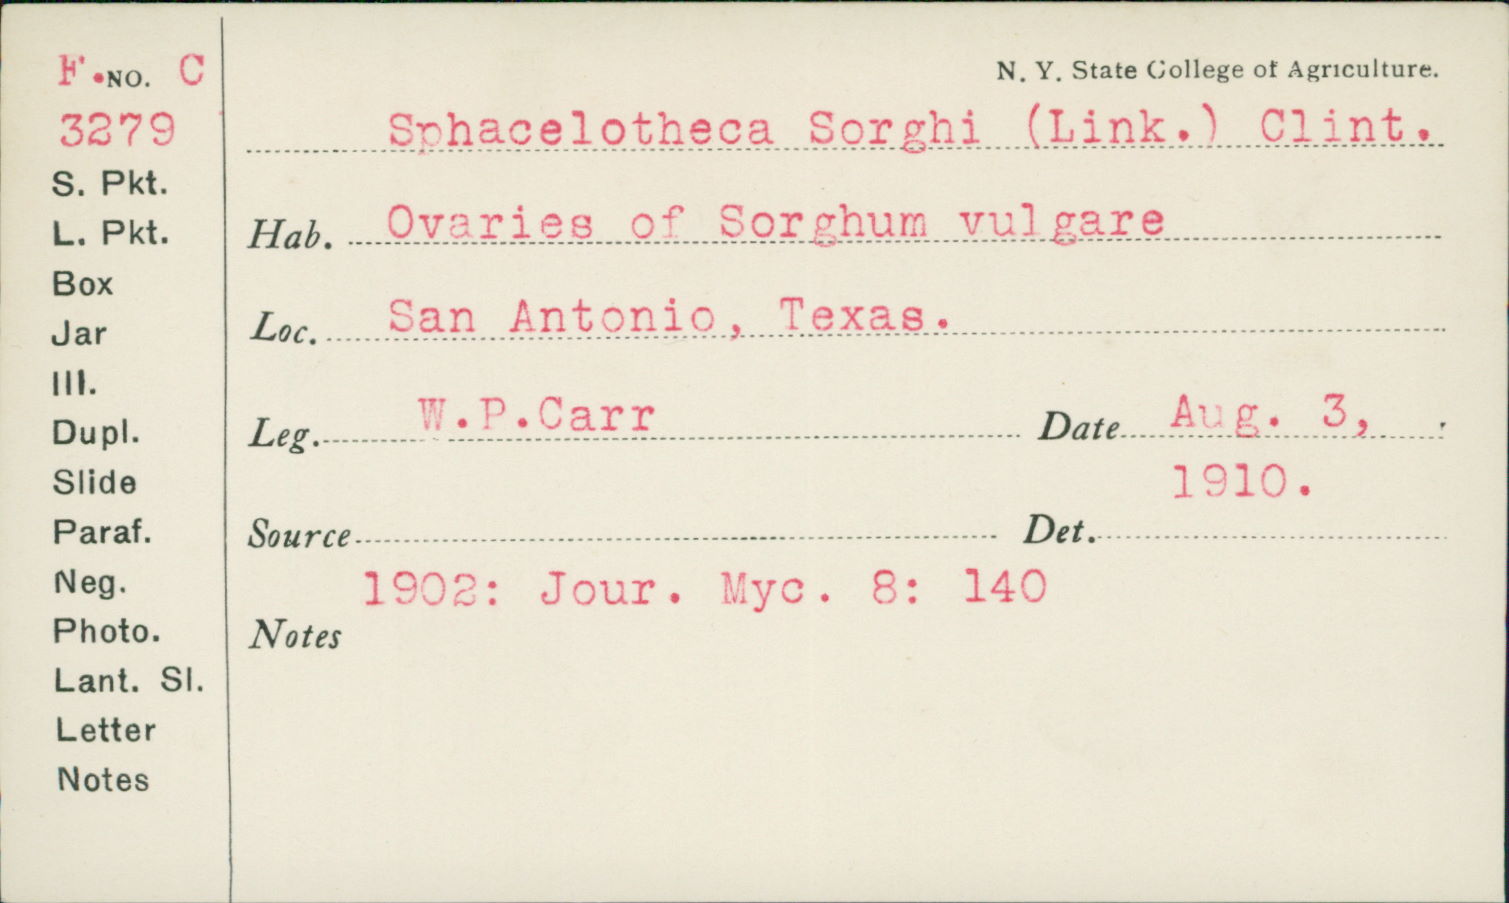 F. NO. C
3279
S. Pkt.
L. Pkt.
Box
Jar
Ill.
Dupl.
Slide
Paraf.
Neg.
Photo.
Lant. Sl.
Letter
Notes
N. Y. State College of Agriculture.
Sphacelotheca Sorghi (Link.) Clint.
Hab. Ovaries of Sorghum vulgare
Loc. San Antonio, Texas.
Leg. W.P.Carr Date Aug. 3,
1910.
Source Det.
1902: Jour. Myc. 8: 140
Notes